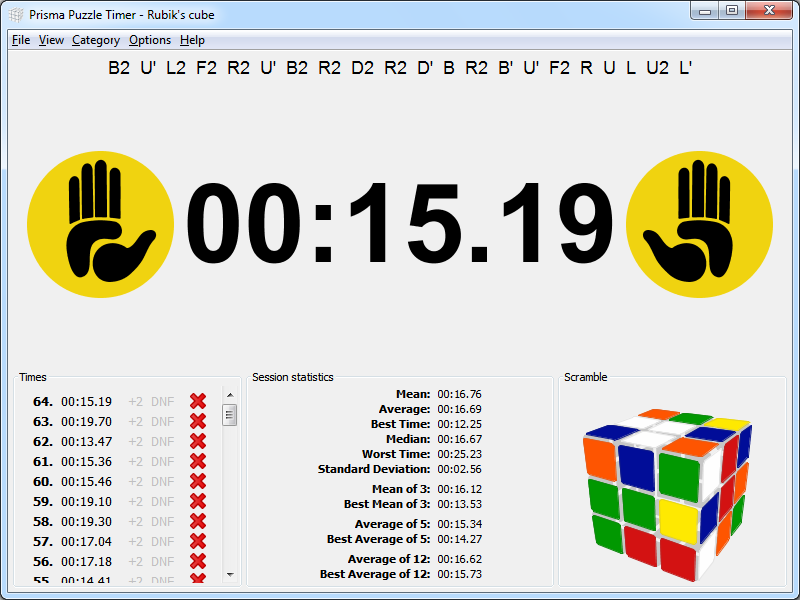 Prisma Puzzle Timer - Rubik's cube
File View Category Options Help
B2 U' L2 F2 R2 U' B2 R2 D2 R2 D' B R2 B' U' F2 R U L U2 L'
00:15.19
Times
64. 00:15.19 +2 DNF
63. 00:19.70 +2 DNF
62. 00:13.47 +2 DNF
61. 00:15.36 +2 DNF
60. 00:15.46 +2 DNF
59. 00:19.10 +2 DNF
58. 00:19.30 +2 DNF
57. 00:17.04 +2 DNF
56. 00:17.18 +2 DNF
55. 00:14.41 +2 DNF
Session statistics
Mean: 00:16.76
Average: 00:16.69
Best Time: 00:12.25
Median: 00:16.67
Worst Time: 00:25.23
Standard Deviation: 00:02.56
Mean of 3: 00:16.12
Best Mean of 3: 00:13.53
Average of 5: 00:15.34
Best Average of 5: 00:14.27
Average of 12: 00:16.62
Best Average of 12: 00:15.73
Scramble